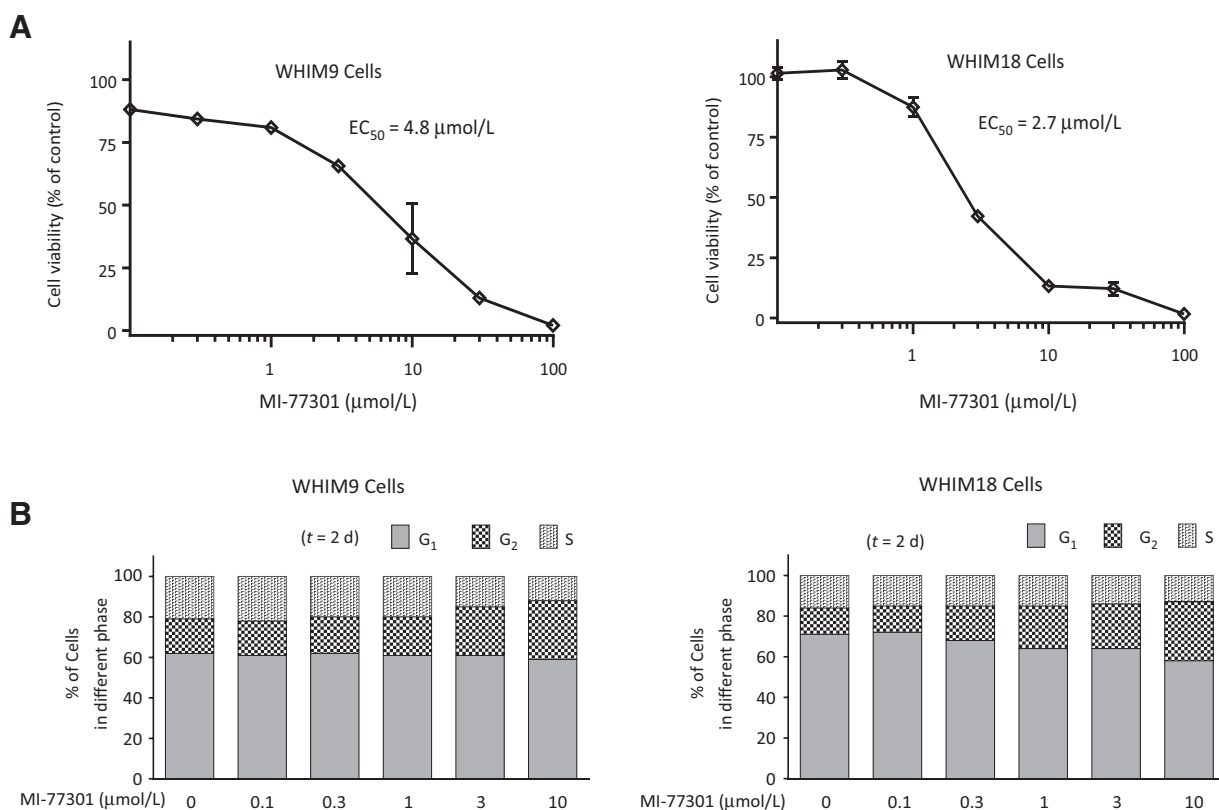 A
WHIM9 Cells
EC50 = 4.8 μmol/L
Cell viability (% of control)
100
75
50
25
0
1 10 100
MI-77301 (μmol/L)
WHIM18 Cells
EC50 = 2.7 μmol/L
Cell viability (% of control)
100
75
50
25
0
1 10 100
MI-77301 (μmol/L)
B
WHIM9 Cells
(t = 2 d) G1 G2 S
% of Cells
in different phase
100
80
60
40
20
0
MI-77301 (μmol/L) 0 0.1 0.3 1 3 10
WHIM18 Cells
(t = 2 d) G1 G2 S
% of Cells
in different phase
100
80
60
40
20
0
MI-77301 (μmol/L) 0 0.1 0.3 1 3 10